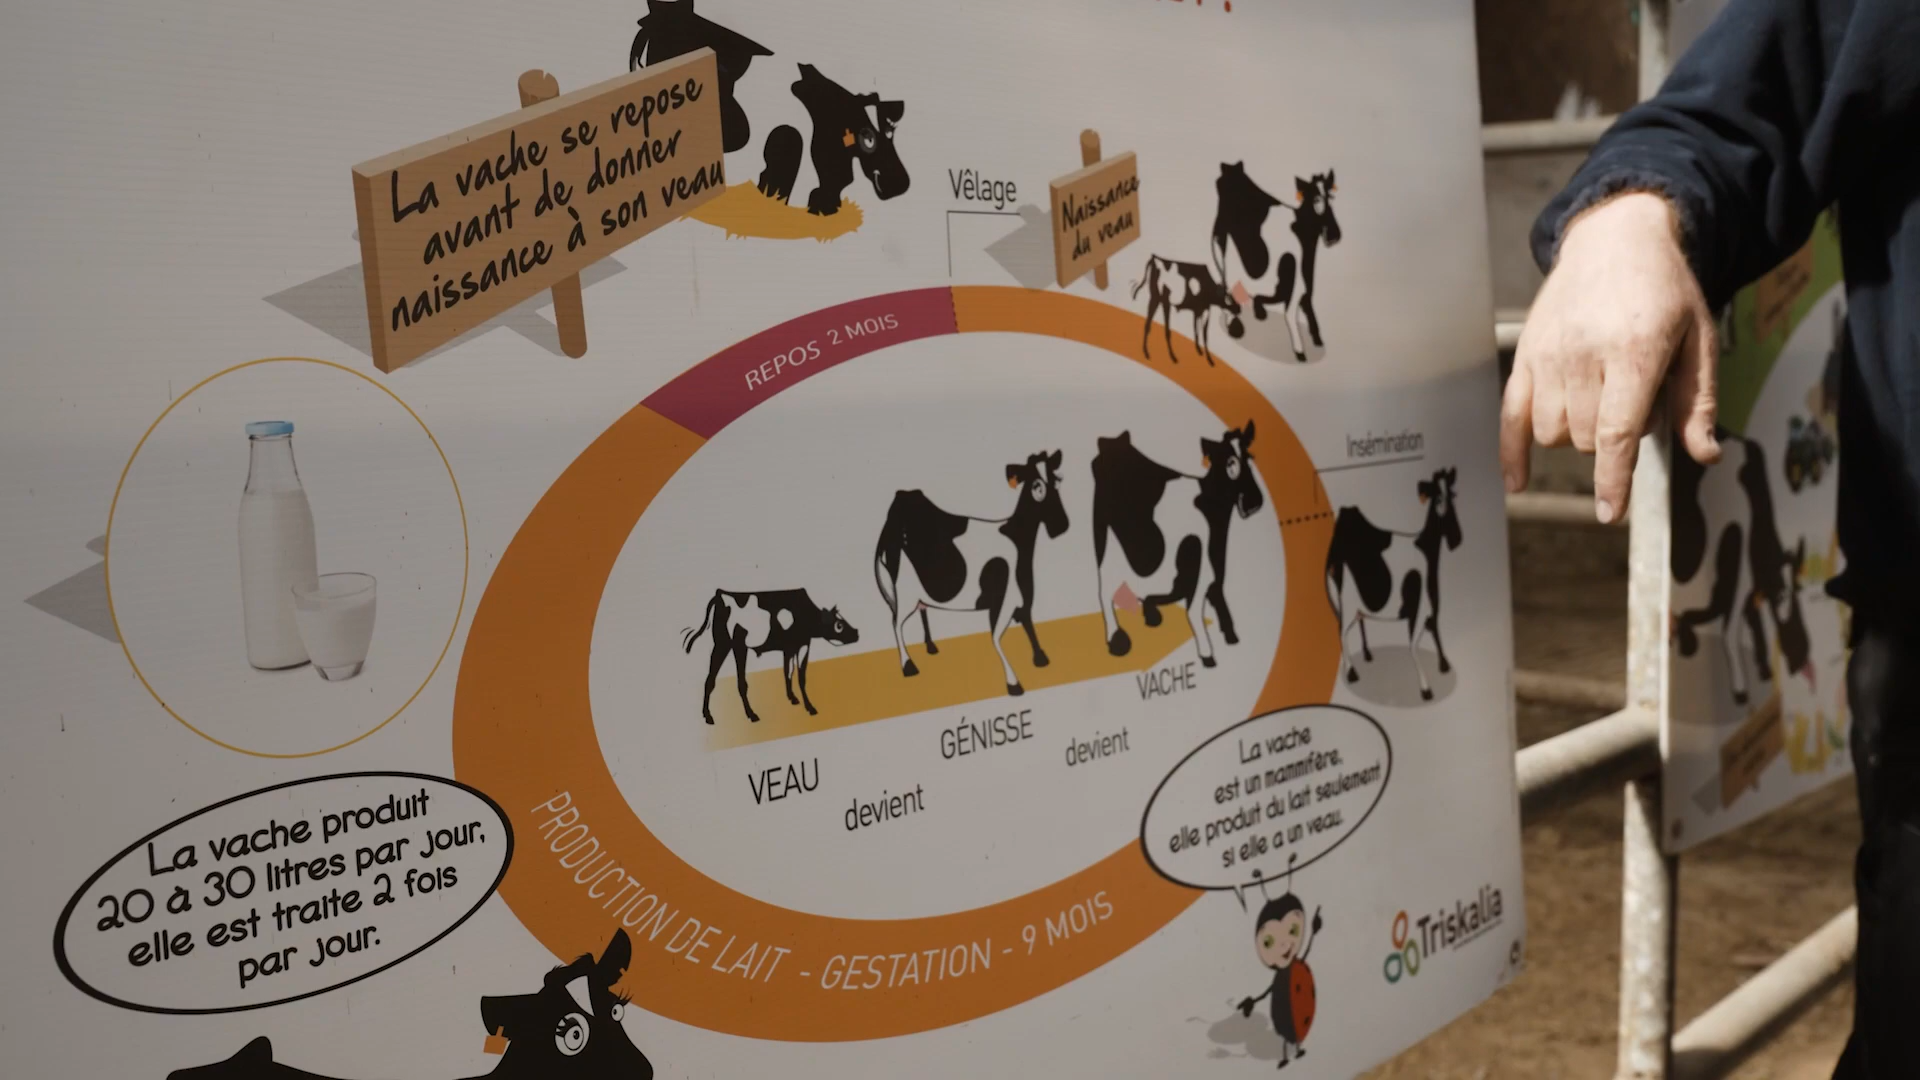 La vache se repose
avant de donner
naissance à son veau
Vêlage
Naissance
du veau
REPOS 2 MOIS
Insémination
VEAU
devient
GÉNISSE
devient
VACHE
La vache
est un mammifère,
elle produit du lait seulement
si elle a un veau.
La vache produit
20 à 30 litres par jour,
elle est traite 2 fois
par jour.
PRODUCTION DE LAIT - GESTATION - 9 MOIS
Triskalia